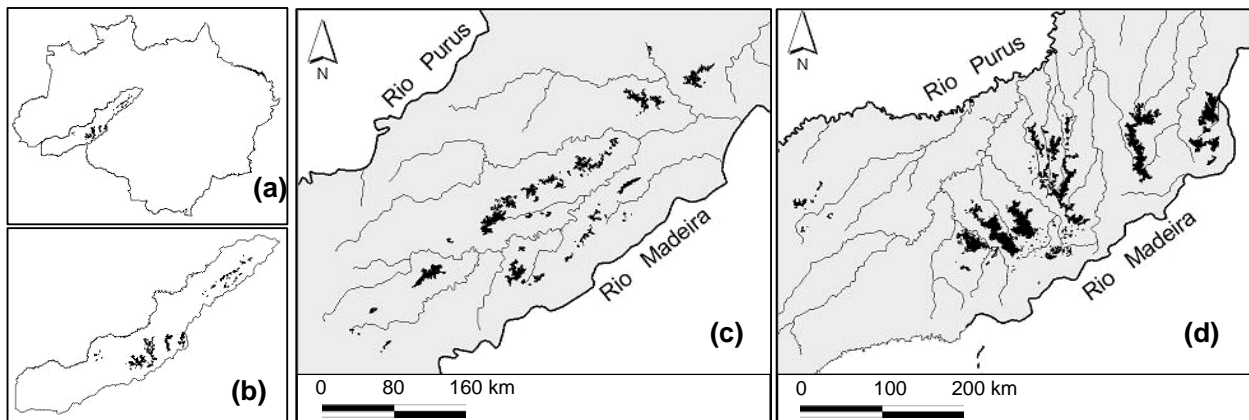 (a)
(b)
N
Rio Purus
Rio Madeira
(c)
0 80 160 km
N
Rio Purus
Rio Madeira
(d)
0 100 200 km